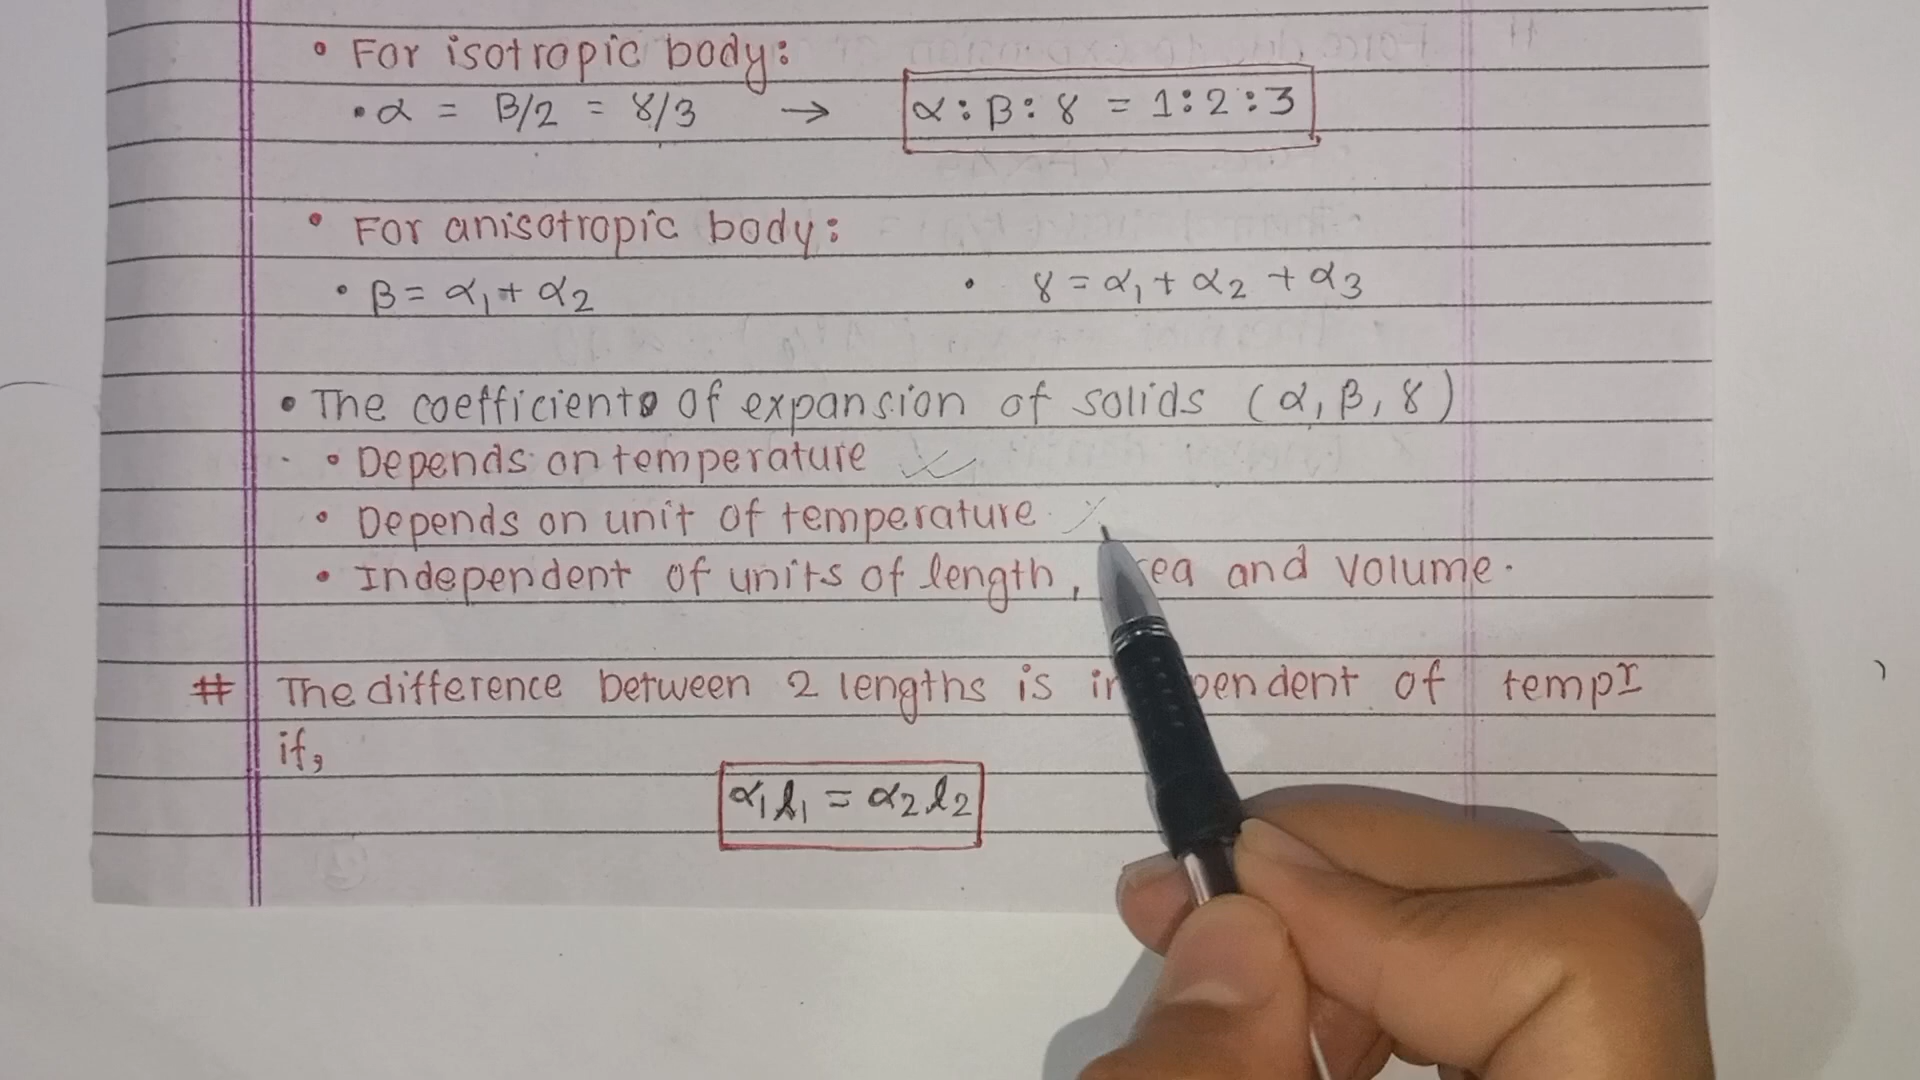 • For isotropic body:
• α = β/2 = γ/3 → α : β : γ = 1 : 2 : 3
• For anisotropic body:
• β = α₁ + α₂ • γ = α₁ + α₂ + α₃
• The coefficients of expansion of solids (α, β, γ)
• Depends on temperature
• Depends on unit of temperature
• Independent of units of length, and volume.
# The difference between 2 lengths is of tempr
if,
α₁l₁ = α₂l₂